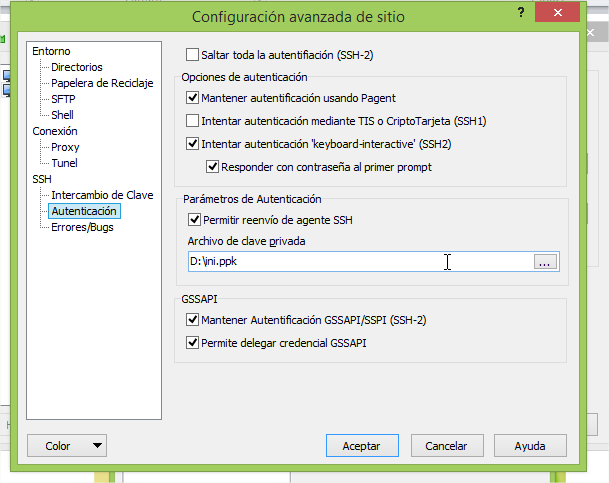 Configuración avanzada de sitio
?
Entorno
Directorios
Papelera de Reciclaje
SFTP
Shell
Conexión
Proxy
Tunel
SSH
Intercambio de Clave
Autenticación
Errores/Bugs
Saltar toda la autentifiación (SSH-2)
Opciones de autenticación
Mantener autentificación usando Pagent
Intentar autenticación mediante TIS o CriptoTarjeta (SSH1)
Intentar autenticación 'keyboard-interactive' (SSH2)
Responder con contraseña al primer prompt
Parámetros de Autenticación
Permitir reenvío de agente SSH
Archivo de clave privada
D:\ini.ppk
...
GSSAPI
Mantener Autentificación GSSAPI/SSPI (SSH-2)
Permite delegar credencial GSSAPI
Color
Aceptar
Cancelar
Ayuda